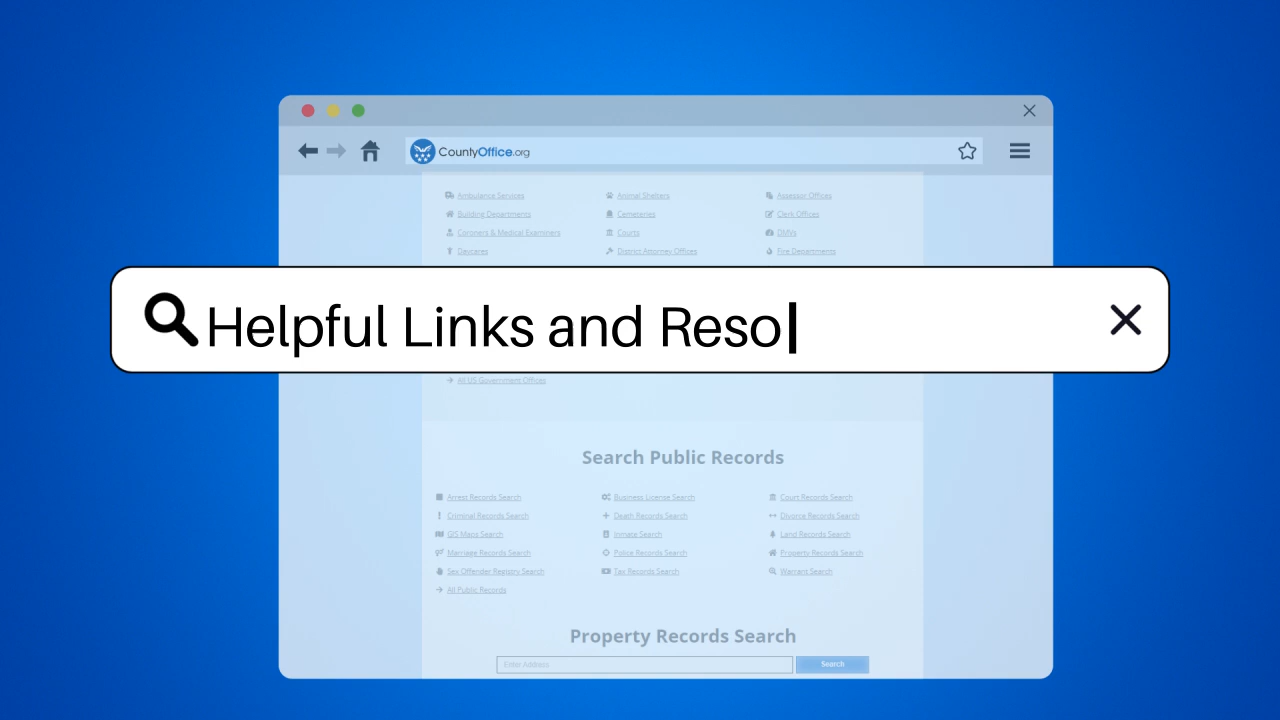 CountyOffice.org
Ambulance Services Animal Shelters Assessor Offices
Building Departments Cemeteries Clerk Offices
Coroners & Medical Examiners Courts DMVs
Daycares District Attorney Offices Fire Departments
Helpful Links and Reso
All US Government Offices
Search Public Records
Arrest Records Search Business License Search Court Records Search
Criminal Records Search Death Records Search Divorce Records Search
GIS Maps Search Inmate Search Land Records Search
Marriage Records Search Police Records Search Property Records Search
Sex Offender Registry Search Tax Records Search Warrant Search
All Public Records
Property Records Search
Enter Address Search